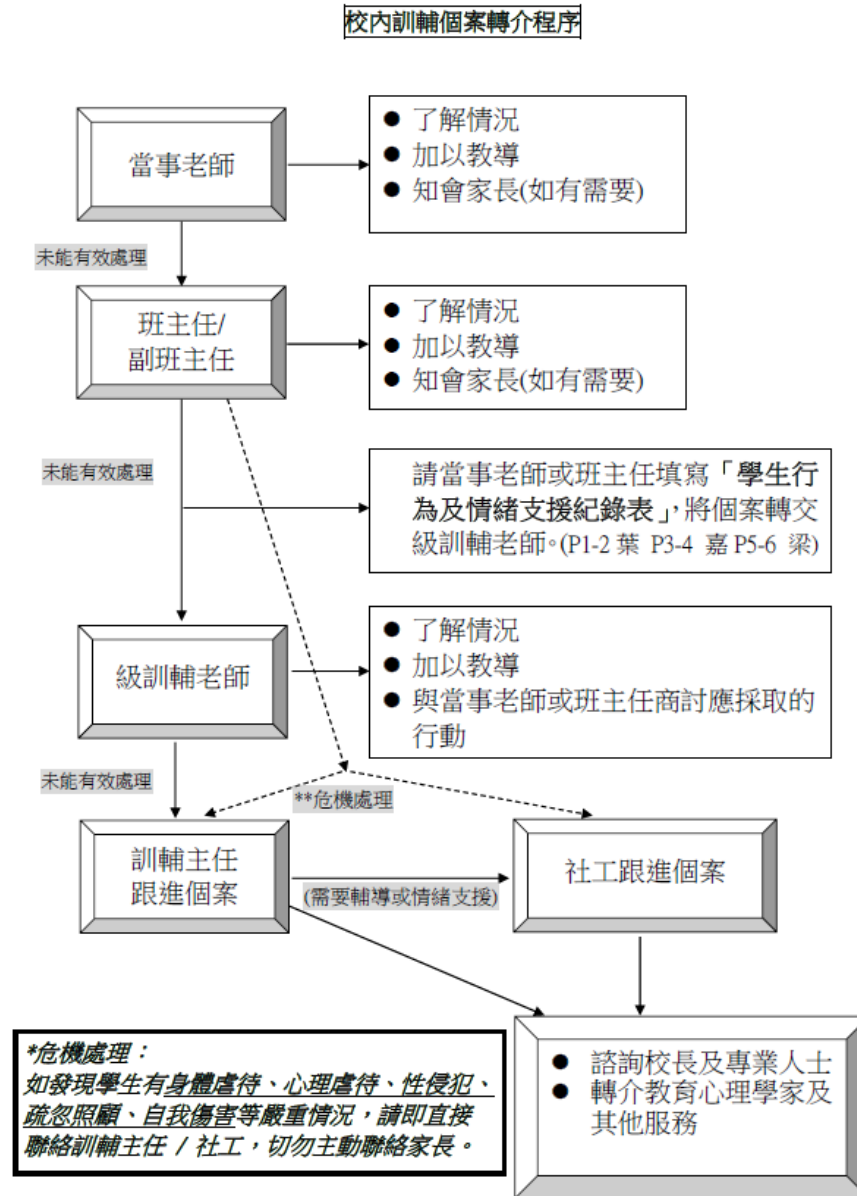 校內訓輔個案轉介程序
當事老師
● 了解情況
● 加以教導
● 知會家長(如有需要)
未能有效處理
班主任/
副班主任
● 了解情況
● 加以教導
● 知會家長(如有需要)
未能有效處理
請當事老師或班主任填寫「學生行
為及情緒支援紀錄表」，將個案轉交
級訓輔老師。(P1-2 葉 P3-4 嘉 P5-6 梁)
級訓輔老師
● 了解情況
● 加以教導
● 與當事老師或班主任商討應採取的
行動
未能有效處理
**危機處理
訓輔主任
跟進個案
(需要輔導或情緒支援)
社工跟進個案
*危機處理：
如發現學生有身體虐待、心理虐待、性侵犯、
疏忽照顧、自我傷害等嚴重情況，請即直接
聯絡訓輔主任 / 社工，切勿主動聯絡家長。
● 諮詢校長及專業人士
● 轉介教育心理學家及
其他服務